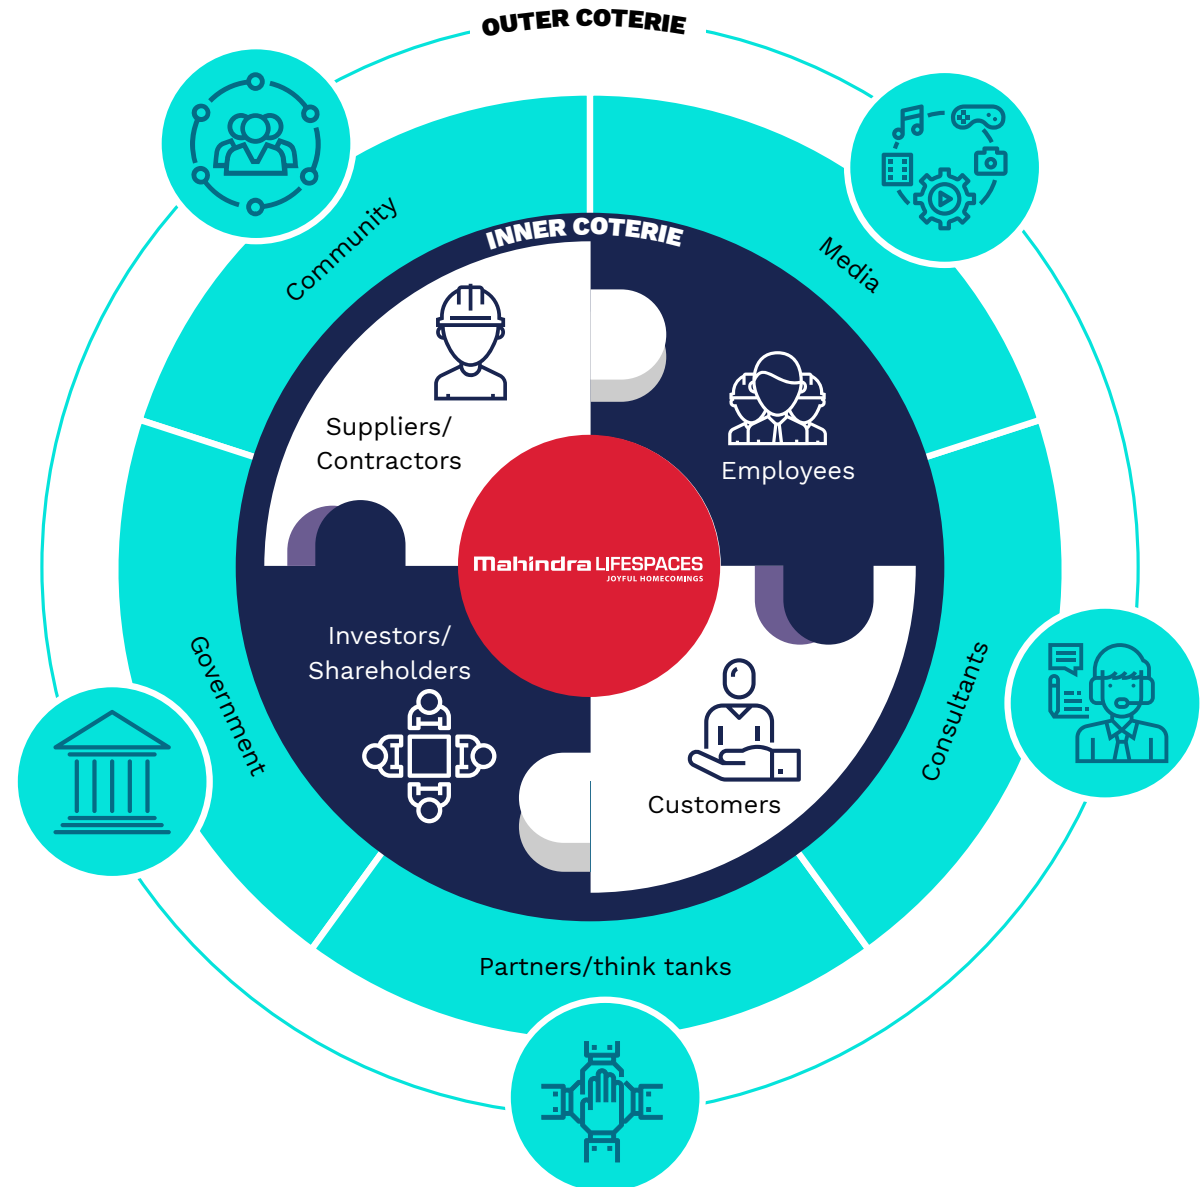 OUTER COTERIE
Community
Media
INNER COTERIE
Suppliers/
Contractors
Employees
Mahindra LIFESPACES
JOYFUL HOMECOMINGS
Investors/
Shareholders
Government
Consultants
Customers
Partners/think tanks